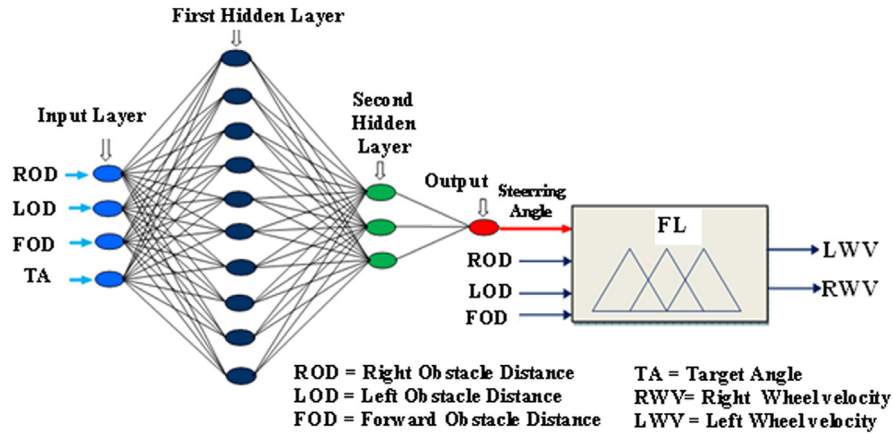 First Hidden Layer
Input Layer
Second
Hidden
Layer
Output
Steerring
Angle
ROD
LOD
FOD
TA
FL
ROD
LOD
FOD
LWV
RWV
ROD = Right Obstacle Distance
LOD = Left Obstacle Distance
FOD = Forward Obstacle Distance
TA = Target Angle
RWV= Right Wheel velocity
LWV = Left Wheel velocity